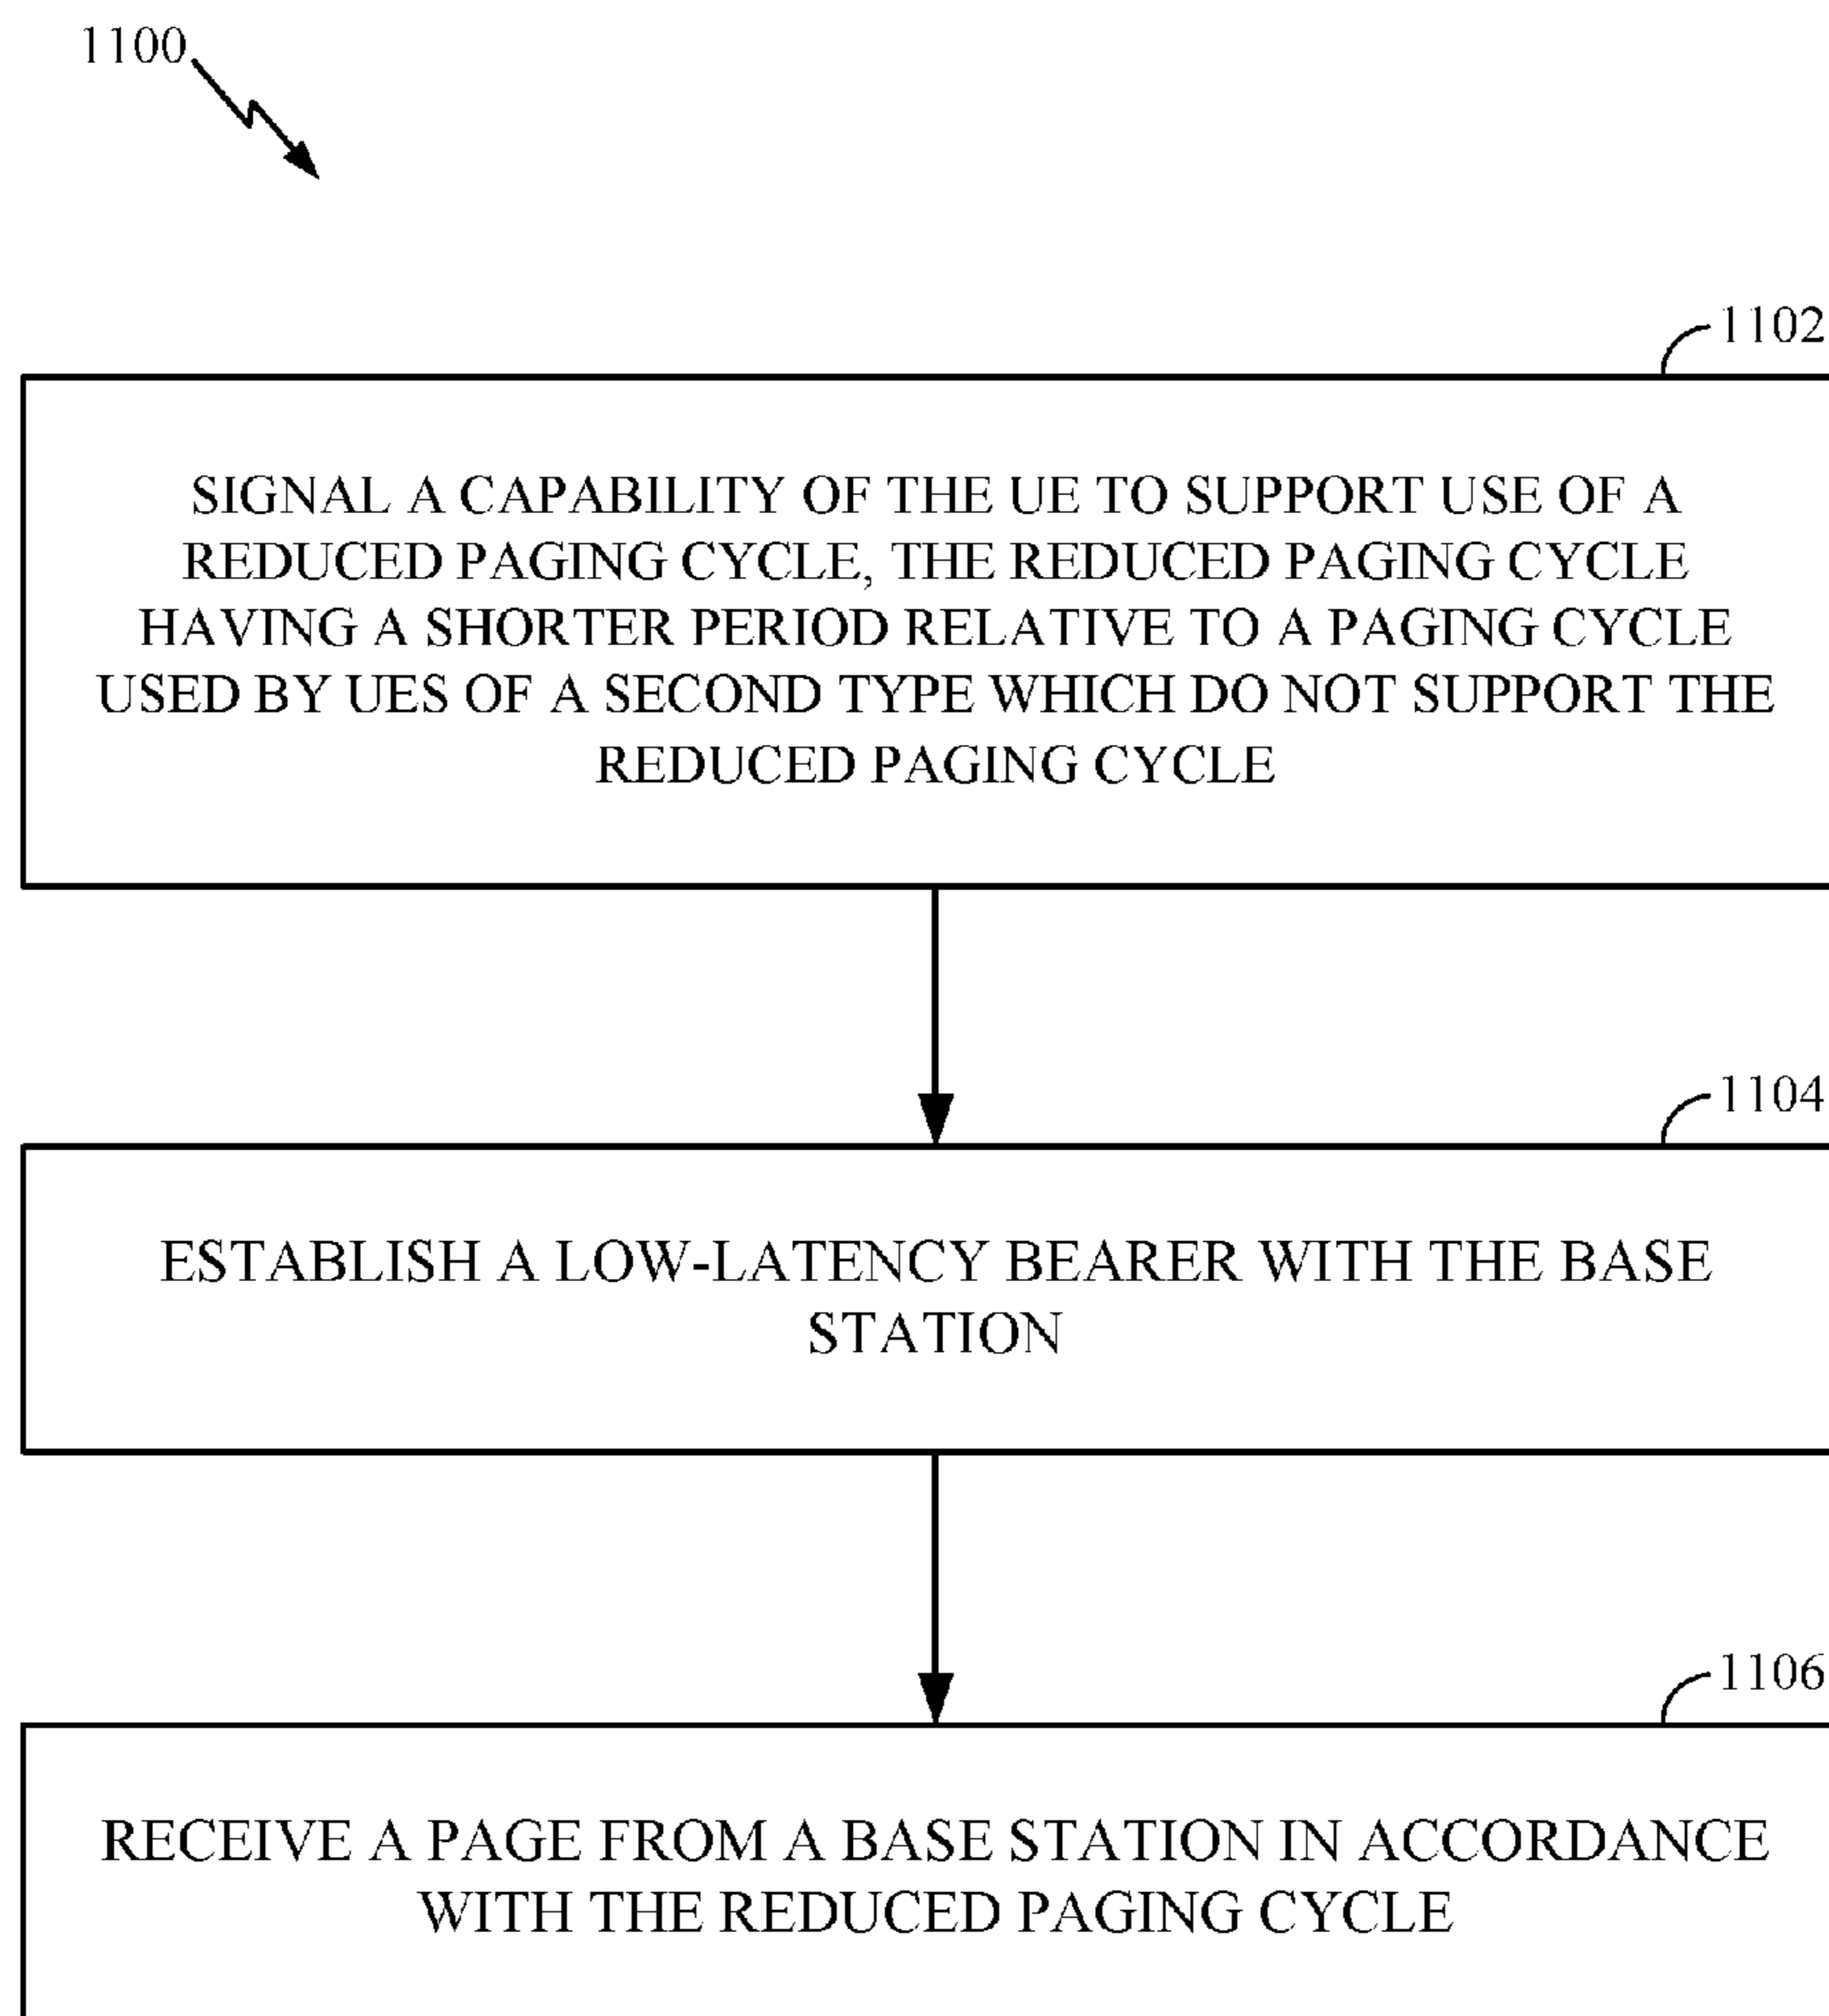 1100
1102
SIGNAL A CAPABILITY OF THE UE TO SUPPORT USE OF A
REDUCED PAGING CYCLE, THE REDUCED PAGING CYCLE
HAVING A SHORTER PERIOD RELATIVE TO A PAGING CYCLE
USED BY UES OF A SECOND TYPE WHICH DO NOT SUPPORT THE
REDUCED PAGING CYCLE
1104
ESTABLISH A LOW-LATENCY BEARER WITH THE BASE
STATION
1106
RECEIVE A PAGE FROM A BASE STATION IN ACCORDANCE
WITH THE REDUCED PAGING CYCLE